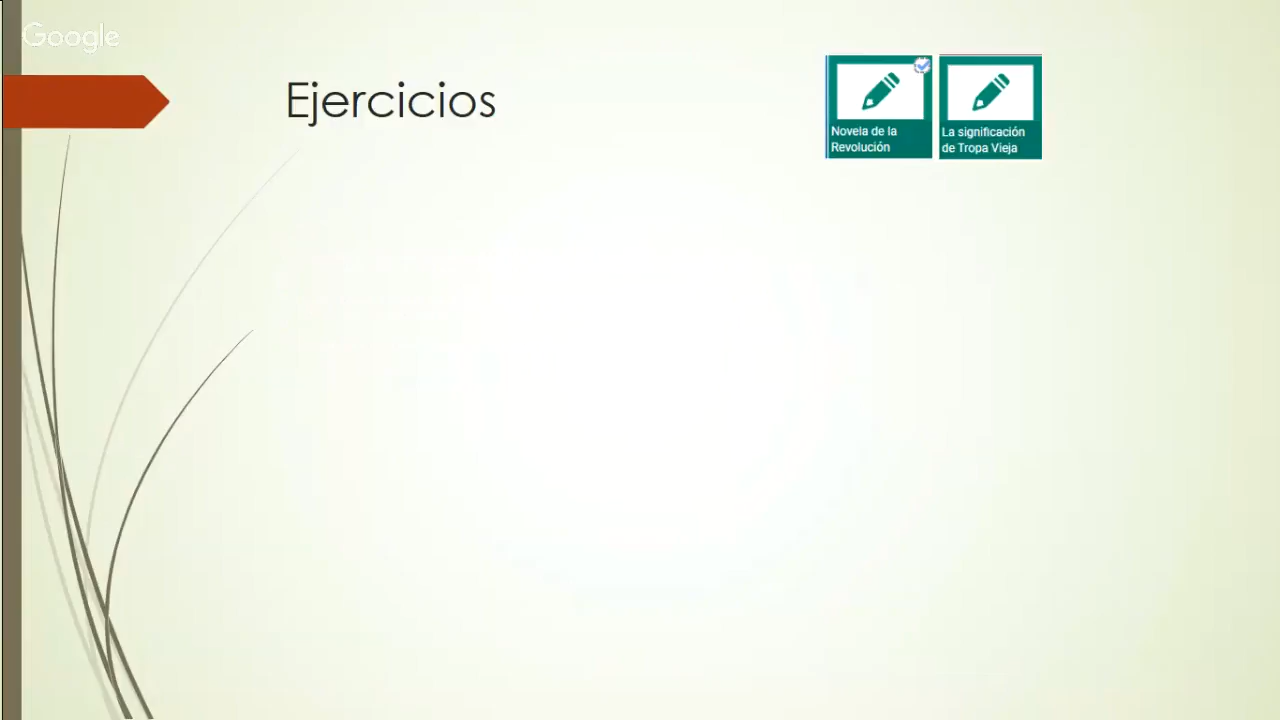 Google
Ejercicios
Novela de la
Revolución
La significación
de Tropa Vieja